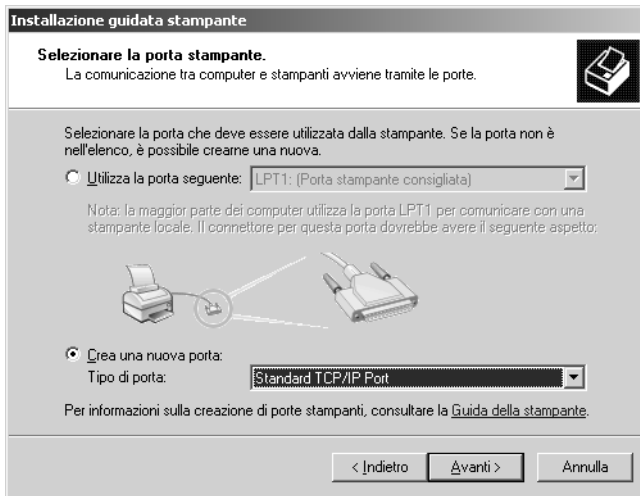 Installazione guidata stampante
Selezionare la porta stampante.
La comunicazione tra computer e stampanti avviene tramite le porte.
Selezionare la porta che deve essere utilizzata dalla stampante. Se la porta non è
nell'elenco, è possibile crearne una nuova.
Utilizza la porta seguente: LPT1: (Porta stampante consigliata)
Nota: la maggior parte dei computer utilizza la porta LPT1 per comunicare con una
stampante locale. Il connettore per questa porta dovrebbe avere il seguente aspetto:
Crea una nuova porta:
Tipo di porta: Standard TCP/IP Port
Per informazioni sulla creazione di porte stampanti, consultare la Guida della stampante.
< Indietro Avanti > Annulla